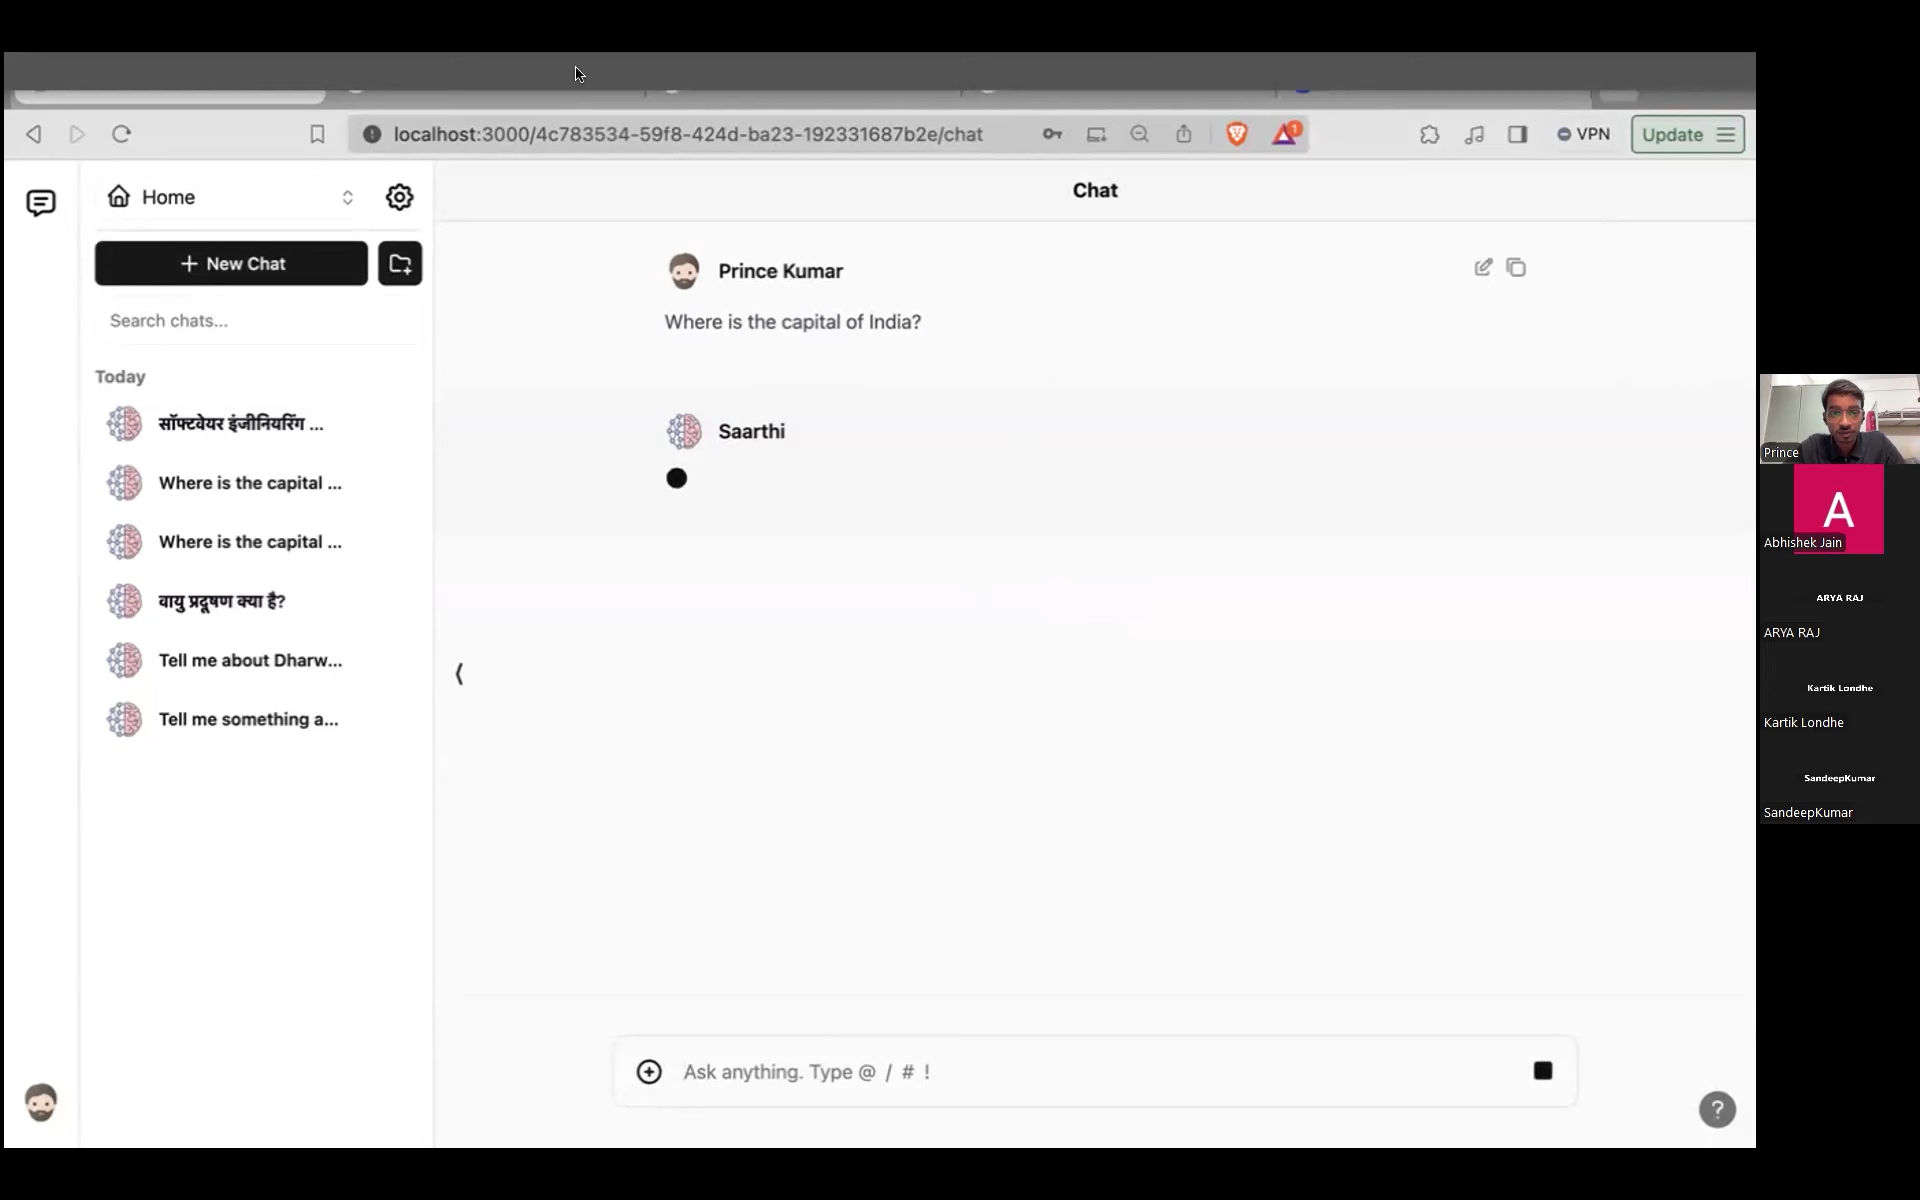 localhost:3000/4c783534-59f8-424d-ba23-192331687b2e/chat
1
VPN
Update
Home
Chat
+ New Chat
Search chats...
Today
सॉफ्टवेयर इंजीनियरिंग ...
Where is the capital ...
Where is the capital ...
वायु प्रदूषण क्या है?
Tell me about Dharw...
Tell me something a...
Prince Kumar
Where is the capital of India?
Saarthi
Ask anything. Type @ / # !
?
Prince
A
Abhishek Jain
ARYA RAJ
ARYA RAJ
Kartik Londhe
Kartik Londhe
SandeepKumar
SandeepKumar